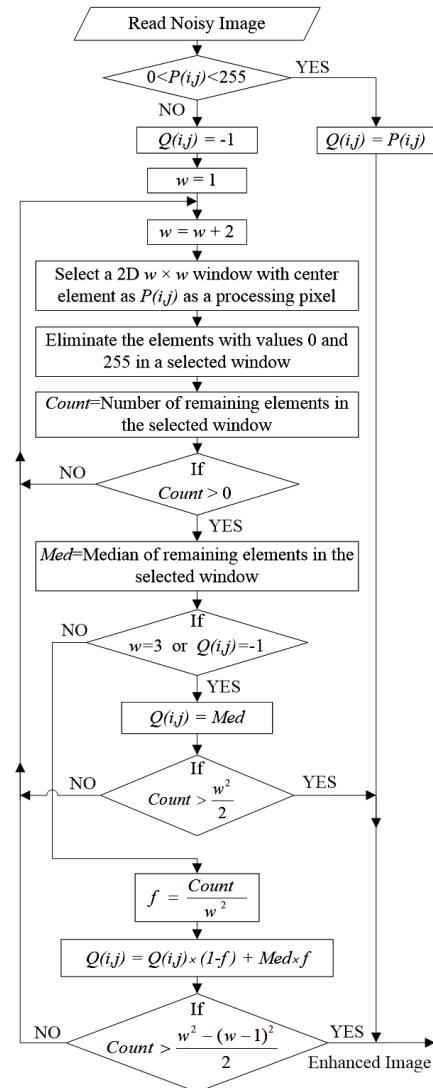 Read Noisy Image
0<P(i,j)<255
YES
NO
Q(i,j) = -1
Q(i,j) = P(i,j)
w = 1
w = w + 2
Select a 2D w × w window with center
element as P(i,j) as a processing pixel
Eliminate the elements with values 0 and
255 in a selected window
Count=Number of remaining elements in
the selected window
If
NO
Count > 0
YES
Med=Median of remaining elements in the
selected window
If
NO
w=3 or Q(i,j)=-1
YES
Q(i,j) = Med
If
NO
YES
Count > w²/2
f = Count/w²
Q(i,j) = Q(i,j)×(1-f) + Med×f
If
NO
YES
Count > (w² − (w − 1)²)/2
Enhanced Image